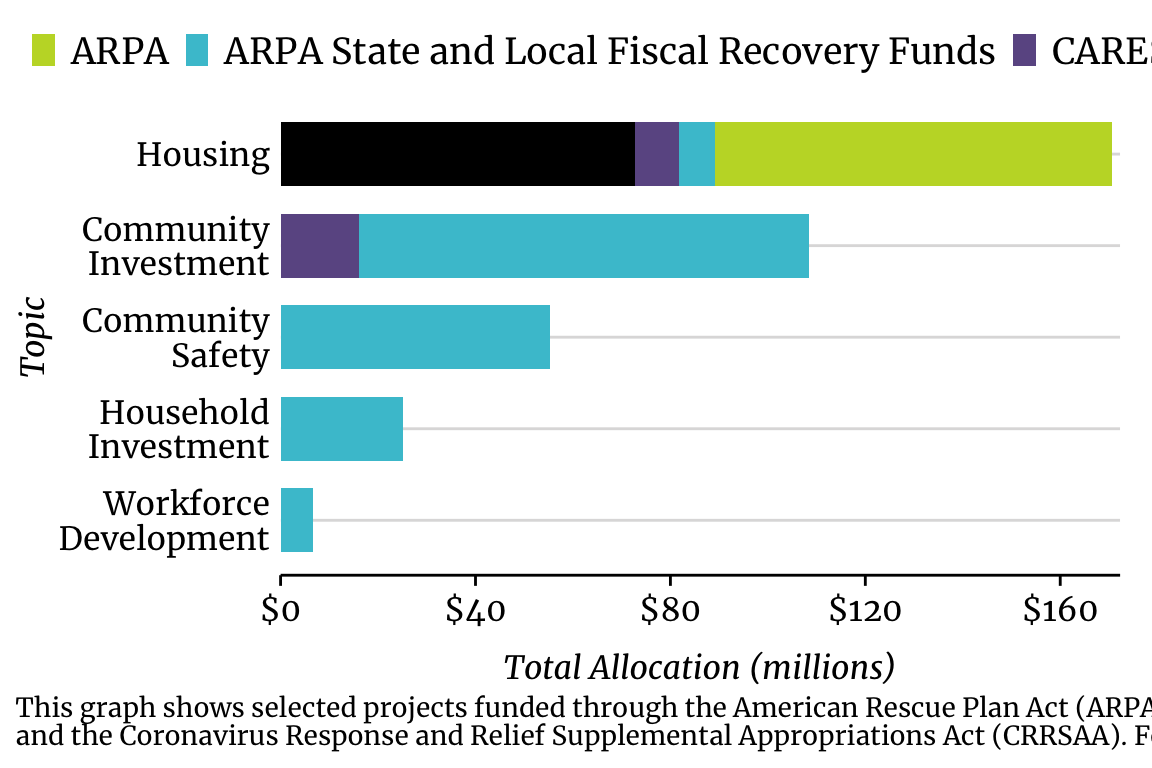 ARPA ARPA State and Local Fiscal Recovery Funds CARES
Housing
Community
Investment
Community
Safety
Household
Investment
Workforce
Development
Topic
$0 $40 $80 $120 $160
Total Allocation (millions)
This graph shows selected projects funded through the American Rescue Plan Act (ARPA
and the Coronavirus Response and Relief Supplemental Appropriations Act (CRRSAA).